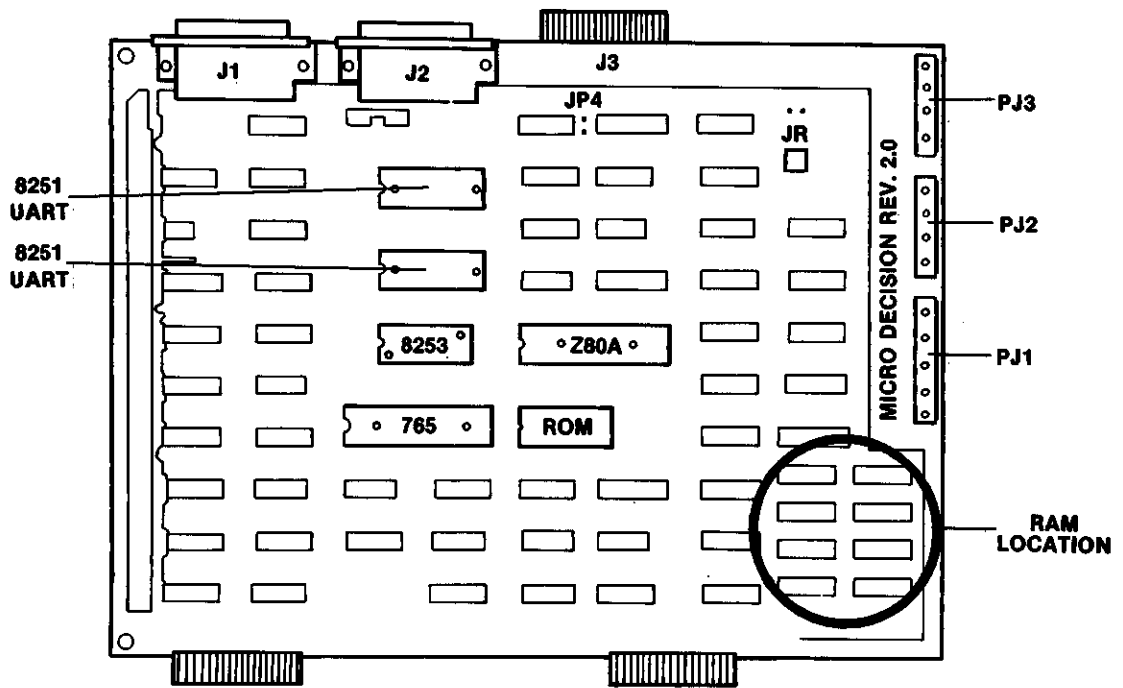 J1
J2
J3
JP4
JR
PJ3
8251
UART
PJ2
8251
UART
MICRO DECISION REV. 2.0
8253
Z80A
PJ1
765
ROM
RAM
LOCATION